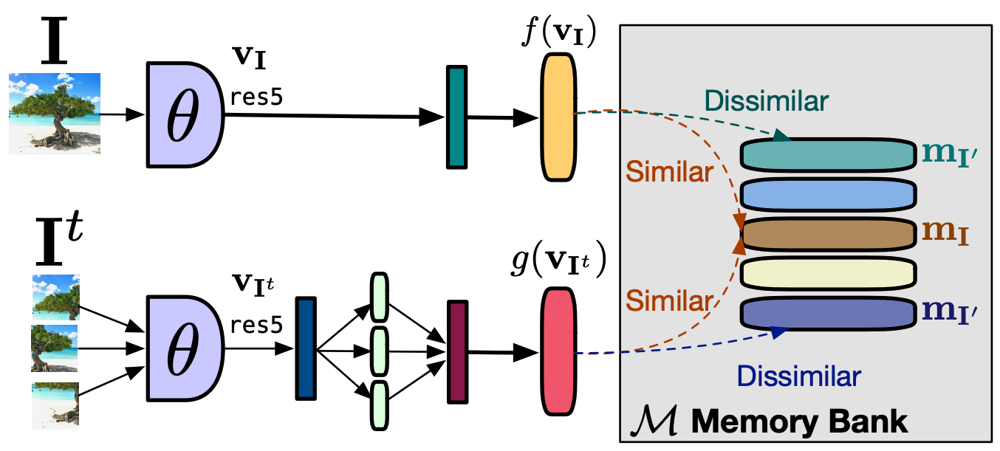 I
θ
v_I
res5
f(v_I)
Dissimilar
Similar
m_I′
m_I
m_I′
I^t
θ
v_I^t
res5
g(v_I^t)
Similar
Dissimilar
ℳ Memory Bank